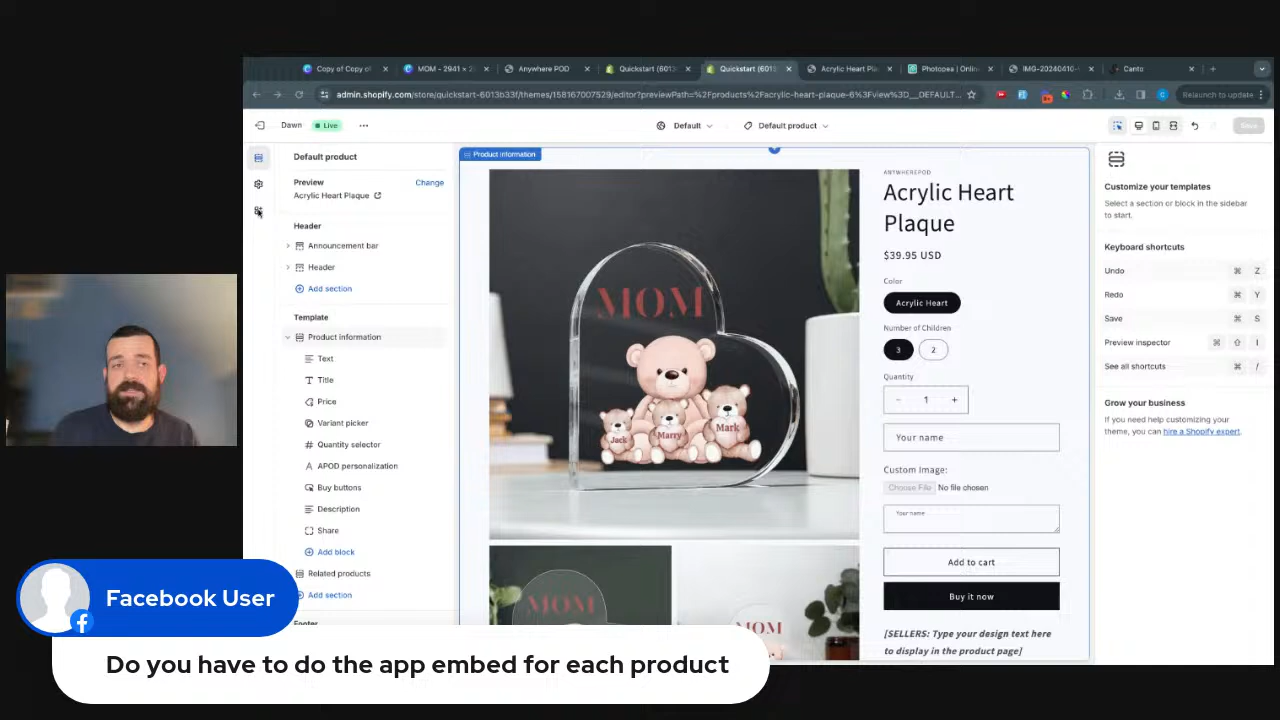 Copy of Copy of
MOM - 2941 × 2
Anywhere POD
Quickstart (6013
Quickstart (6013
Acrylic Heart Pla
Photopea | Onlin
IMG-20240410-
Canto
admin.shopify.com/store/quickstart-6013b33f/themes/158167007529/editor?previewPath=%2Fproducts%2Facrylic-heart-plaque-6%3Fview%3D__DEFAULT...
Relaunch to update
Dawn
Live
Default
Default product
Save
Default product
Preview
Change
Acrylic Heart Plaque
Header
Announcement bar
Header
Add section
Template
Product information
Text
Title
Price
Variant picker
Quantity selector
APOD personalization
Buy buttons
Description
Share
Add block
Related products
Add section
Footer
Product information
MOM
Jack
Marry
Mark
MOM
MOM
ANYWHEREPOD
Acrylic Heart
Plaque
$39.95 USD
Color
Acrylic Heart
Number of Children
3
2
Quantity
− 1 +
Your name
Custom Image:
Choose File No file chosen
Your name
Add to cart
Buy it now
[SELLERS: Type your design text here
to display in the product page]
Customize your templates
Select a section or block in the sidebar
to start.
Keyboard shortcuts
Undo ⌘ Z
Redo ⌘ Y
Save ⌘ S
Preview inspector ⌘ ⇧ I
See all shortcuts ⌘ /
Grow your business
If you need help customizing your
theme, you can hire a Shopify expert.
Facebook User
Do you have to do the app embed for each product